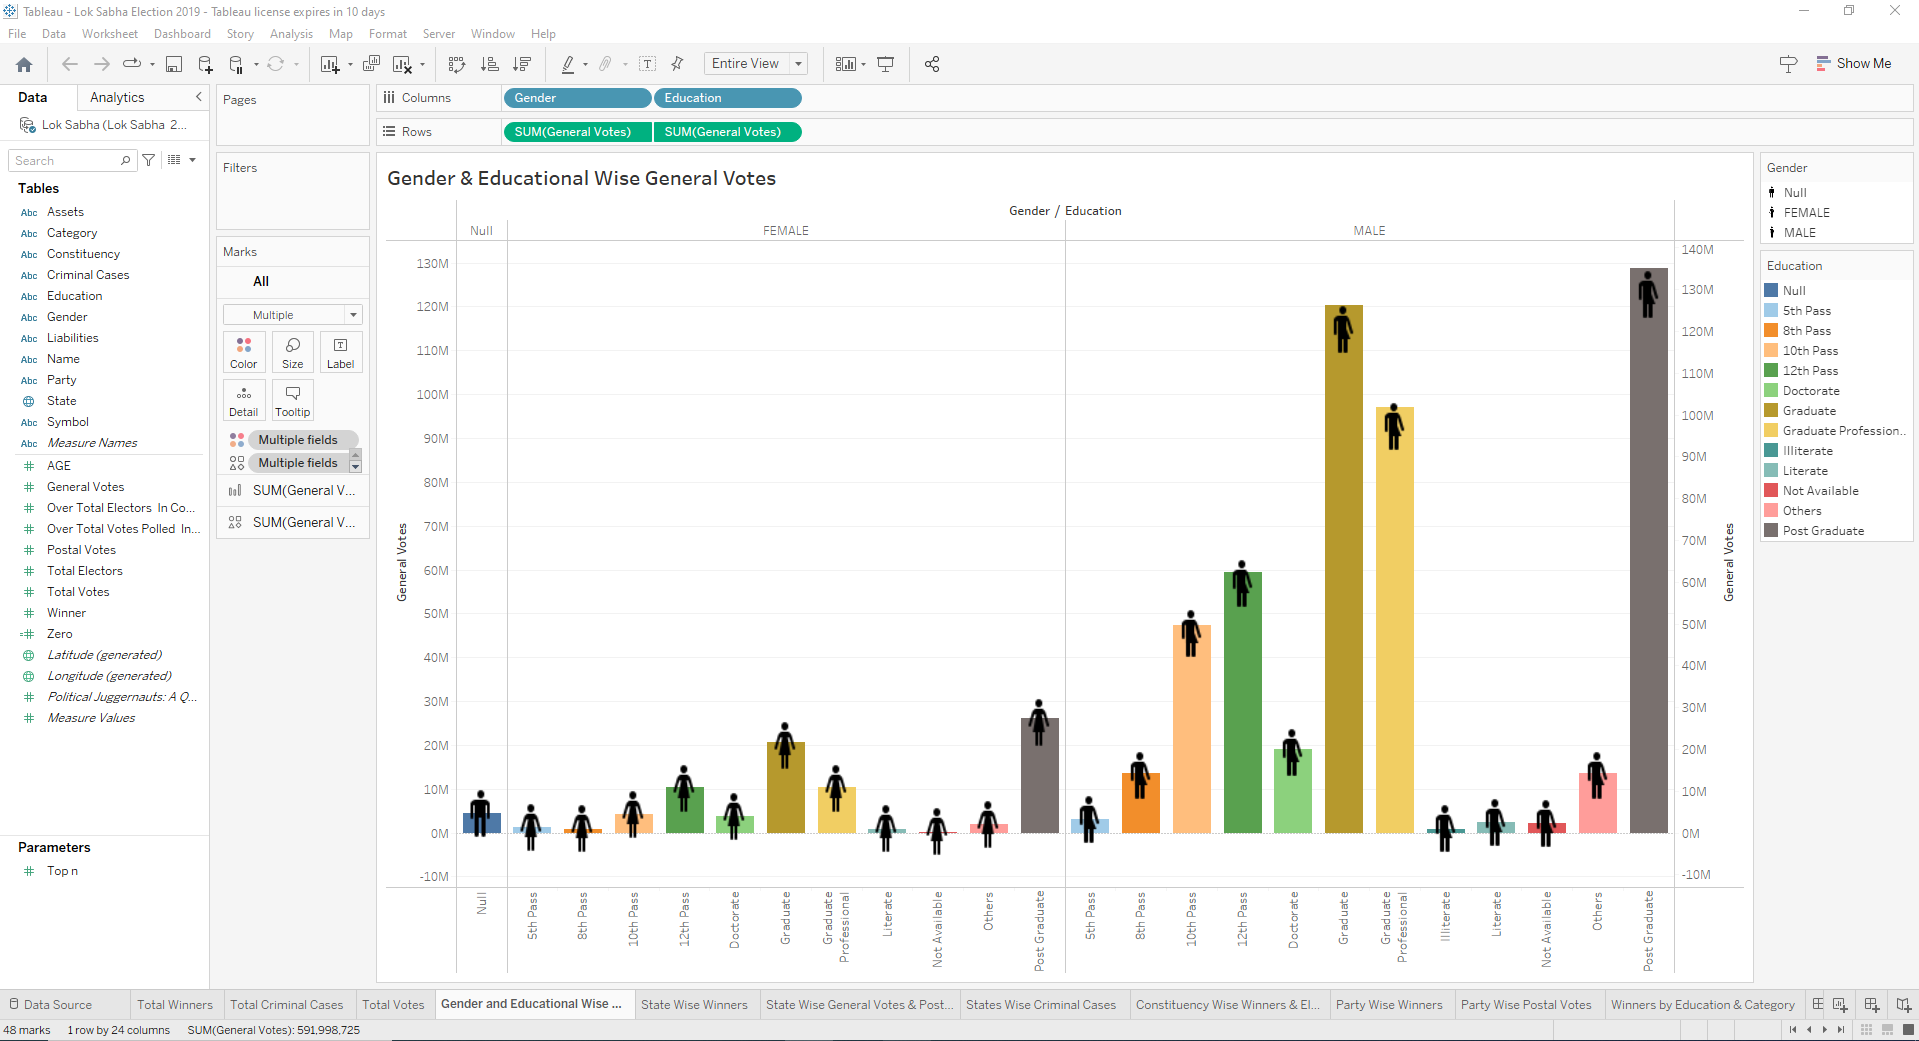 Tableau - Lok Sabha Election 2019 - Tableau license expires in 10 days
File Data Worksheet Dashboard Story Analysis Map Format Server Window Help
Entire View
Show Me
Data Analytics
Lok Sabha (Lok Sabha 2...
Search
Tables
Abc Assets
Abc Category
Abc Constituency
Abc Criminal Cases
Abc Education
Abc Gender
Abc Liabilities
Abc Name
Abc Party
State
Abc Symbol
Abc Measure Names
# AGE
# General Votes
# Over Total Electors In Co...
# Over Total Votes Polled In...
# Postal Votes
# Total Electors
# Total Votes
# Winner
=# Zero
Latitude (generated)
Longitude (generated)
# Political Juggernauts: A Q...
# Measure Values
Parameters
# Top n
Pages
Filters
Marks
All
Multiple
Color Size Label
Detail Tooltip
Multiple fields
Multiple fields
SUM(General V...
SUM(General V...
Columns Gender Education
Rows SUM(General Votes) SUM(General Votes)
Gender & Educational Wise General Votes
Gender / Education
Null FEMALE MALE
General Votes
130M
120M
110M
100M
90M
80M
70M
60M
50M
40M
30M
20M
10M
0M
-10M
140M
130M
120M
110M
100M
90M
80M
70M
60M
50M
40M
30M
20M
10M
0M
-10M
General Votes
Null
5th Pass
8th Pass
10th Pass
12th Pass
Doctorate
Graduate
Graduate
Professional
Literate
Not Available
Others
Post Graduate
5th Pass
8th Pass
10th Pass
12th Pass
Doctorate
Graduate
Graduate
Professional
Illiterate
Literate
Not Available
Others
Post Graduate
Gender
Null
FEMALE
MALE
Education
Null
5th Pass
8th Pass
10th Pass
12th Pass
Doctorate
Graduate
Graduate Profession..
Illiterate
Literate
Not Available
Others
Post Graduate
Data Source Total Winners Total Criminal Cases Total Votes Gender and Educational Wise ... State Wise Winners State Wise General Votes & Post... States Wise Criminal Cases Constituency Wise Winners & El... Party Wise Winners Party Wise Postal Votes Winners by Education & Category
48 marks 1 row by 24 columns SUM(General Votes): 591,998,725